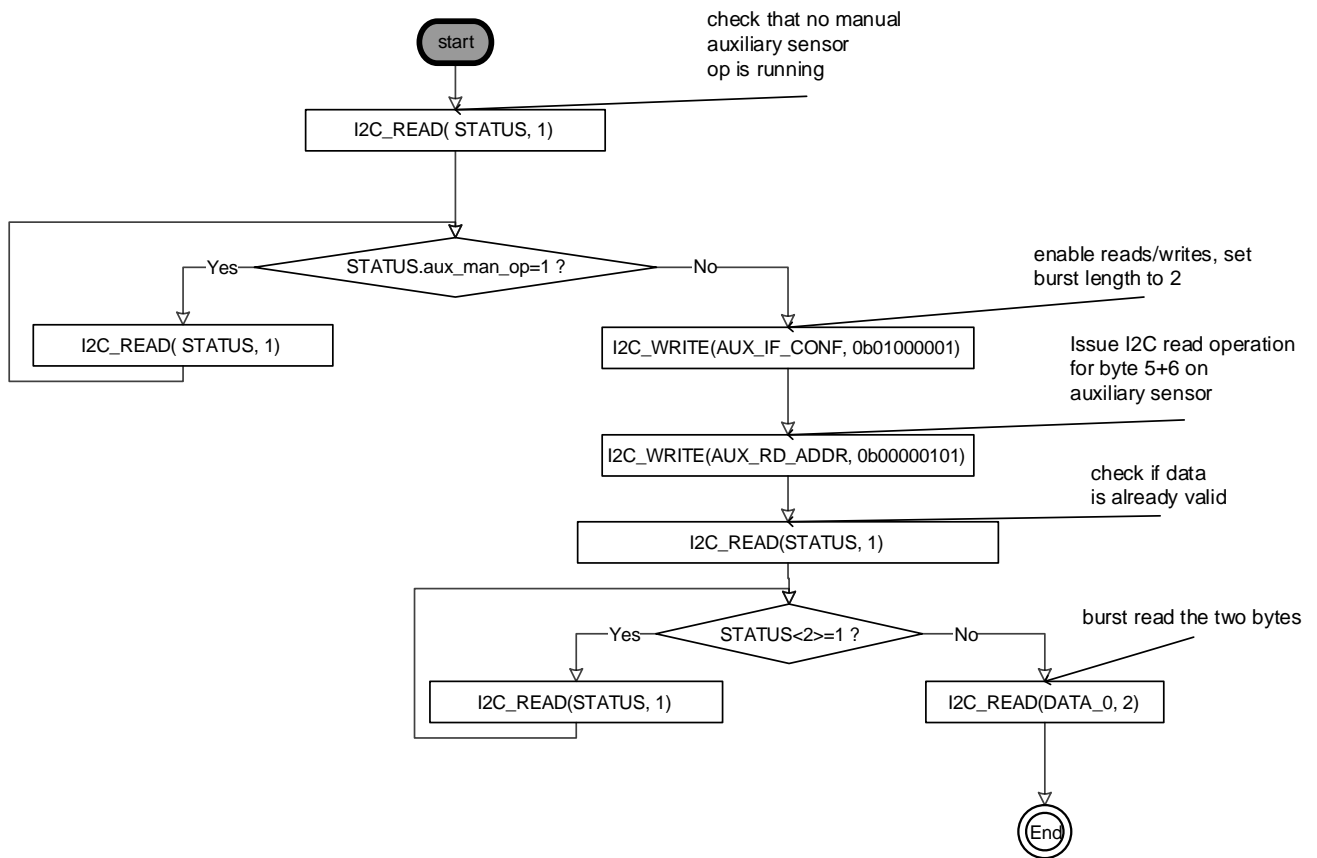 check that no manual
auxiliary sensor
op is running
start
I2C_READ( STATUS, 1)
STATUS.aux_man_op=1 ?
Yes
No
I2C_READ( STATUS, 1)
enable reads/writes, set
burst length to 2
I2C_WRITE(AUX_IF_CONF, 0b01000001)
Issue I2C read operation
for byte 5+6 on
auxiliary sensor
I2C_WRITE(AUX_RD_ADDR, 0b00000101)
check if data
is already valid
I2C_READ(STATUS, 1)
STATUS<2>=1 ?
Yes
No
I2C_READ(STATUS, 1)
burst read the two bytes
I2C_READ(DATA_0, 2)
End